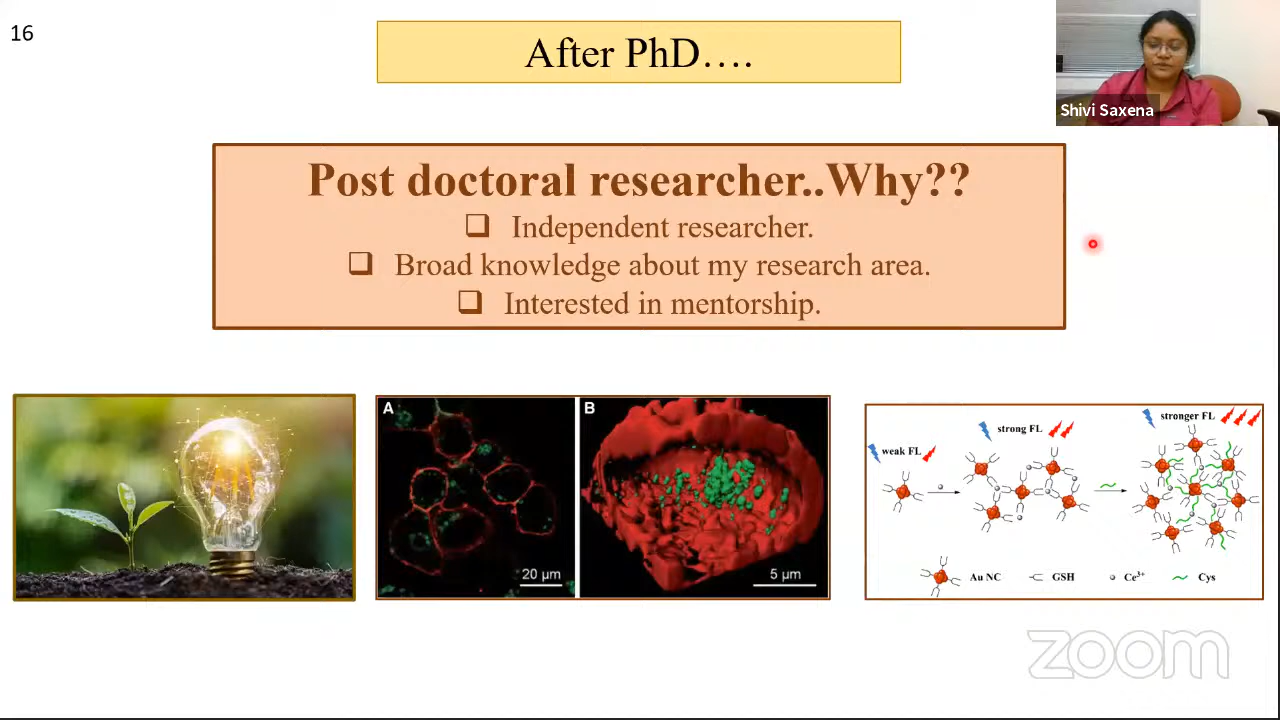 16
After PhD....
Shivi Saxena
Post doctoral researcher..Why??
❑ Independent researcher.
❑ Broad knowledge about my research area.
❑ Interested in mentorship.
A
20 µm
B
5 µm
weak FL
strong FL
stronger FL
Au NC
GSH
Ce³⁺
Cys
zoom